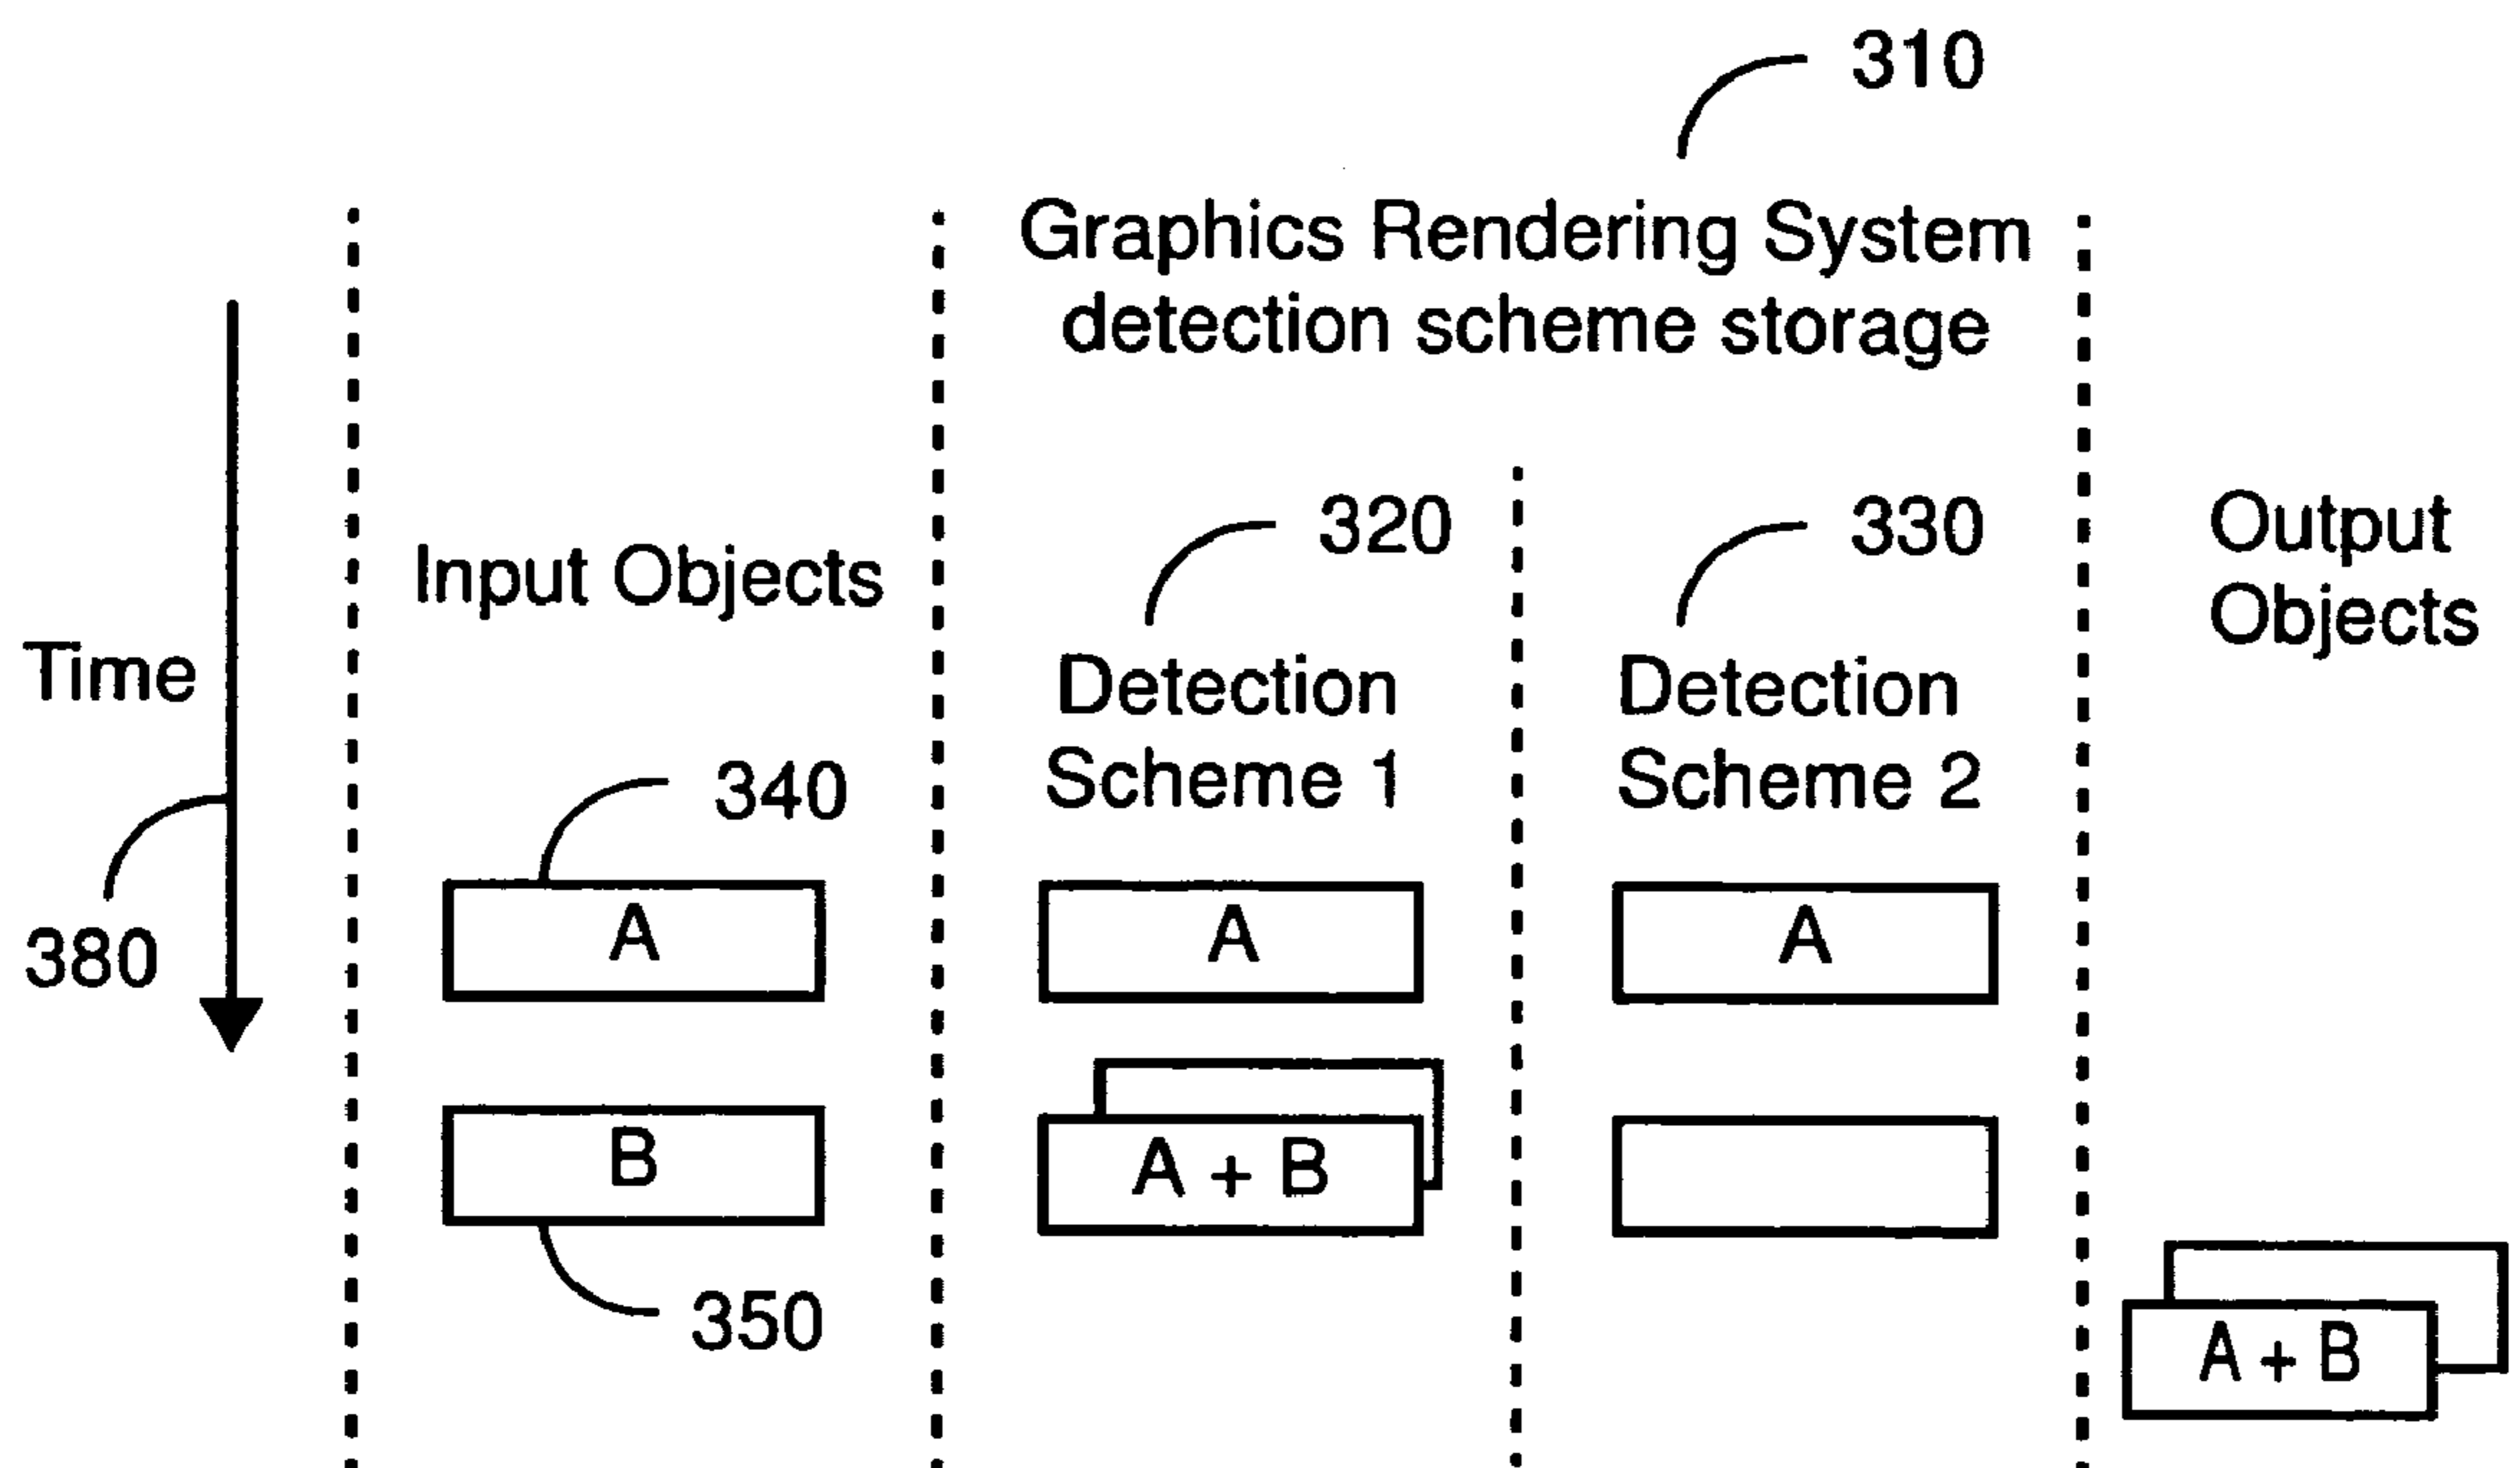 310
Graphics Rendering System
detection scheme storage
320
330
Output
Objects
Input Objects
Time
Detection
Scheme 1
Detection
Scheme 2
340
380
A
A
A
B
A + B
350
A + B